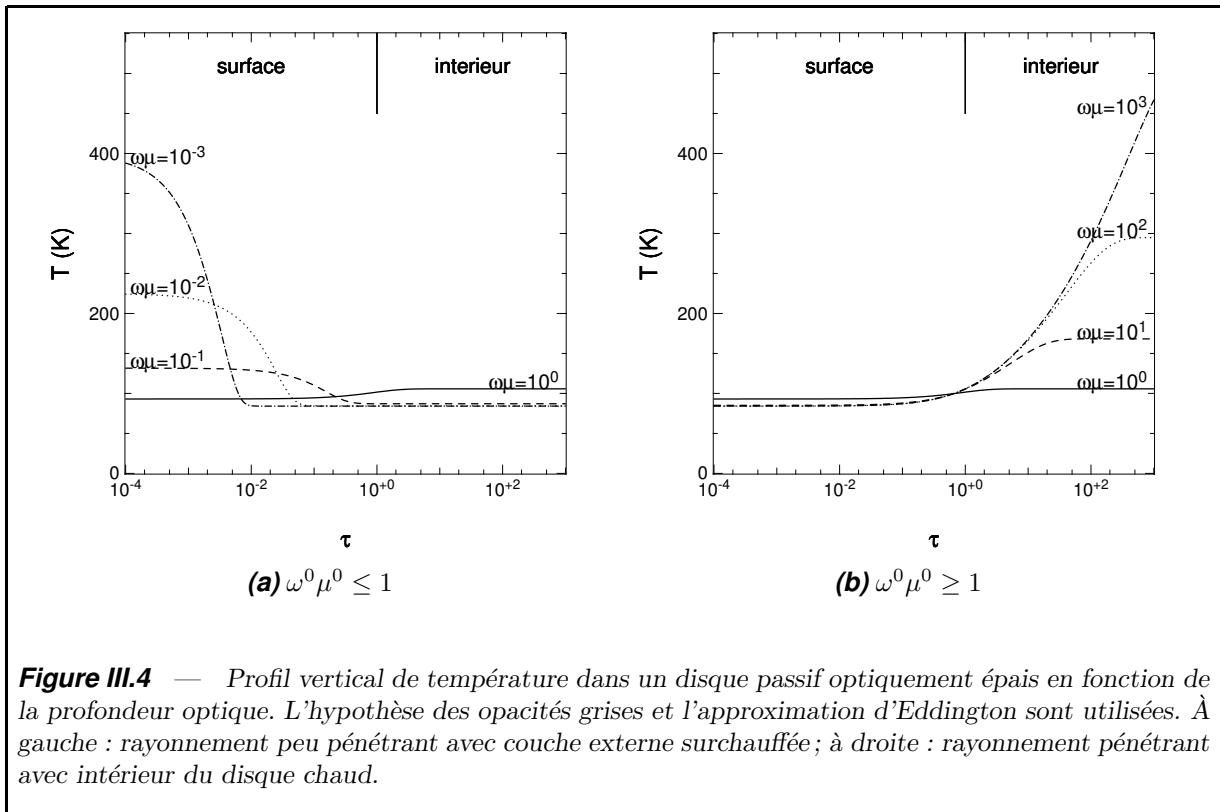 surface
interieur
ωμ=10⁻³
ωμ=10⁻²
ωμ=10⁻¹
ωμ=10⁰
T (K)
400
200
0
10⁻⁴
10⁻²
10⁺⁰
10⁺²
τ
(a) ω⁰μ⁰ ≤ 1
surface
interieur
ωμ=10³
ωμ=10²
ωμ=10¹
ωμ=10⁰
T (K)
400
200
0
10⁻⁴
10⁻²
10⁺⁰
10⁺²
τ
(b) ω⁰μ⁰ ≥ 1
Figure III.4 — Profil vertical de température dans un disque passif optiquement épais en fonction de
la profondeur optique. L'hypothèse des opacités grises et l'approximation d'Eddington sont utilisées. À
gauche : rayonnement peu pénétrant avec couche externe surchauffée ; à droite : rayonnement pénétrant
avec intérieur du disque chaud.